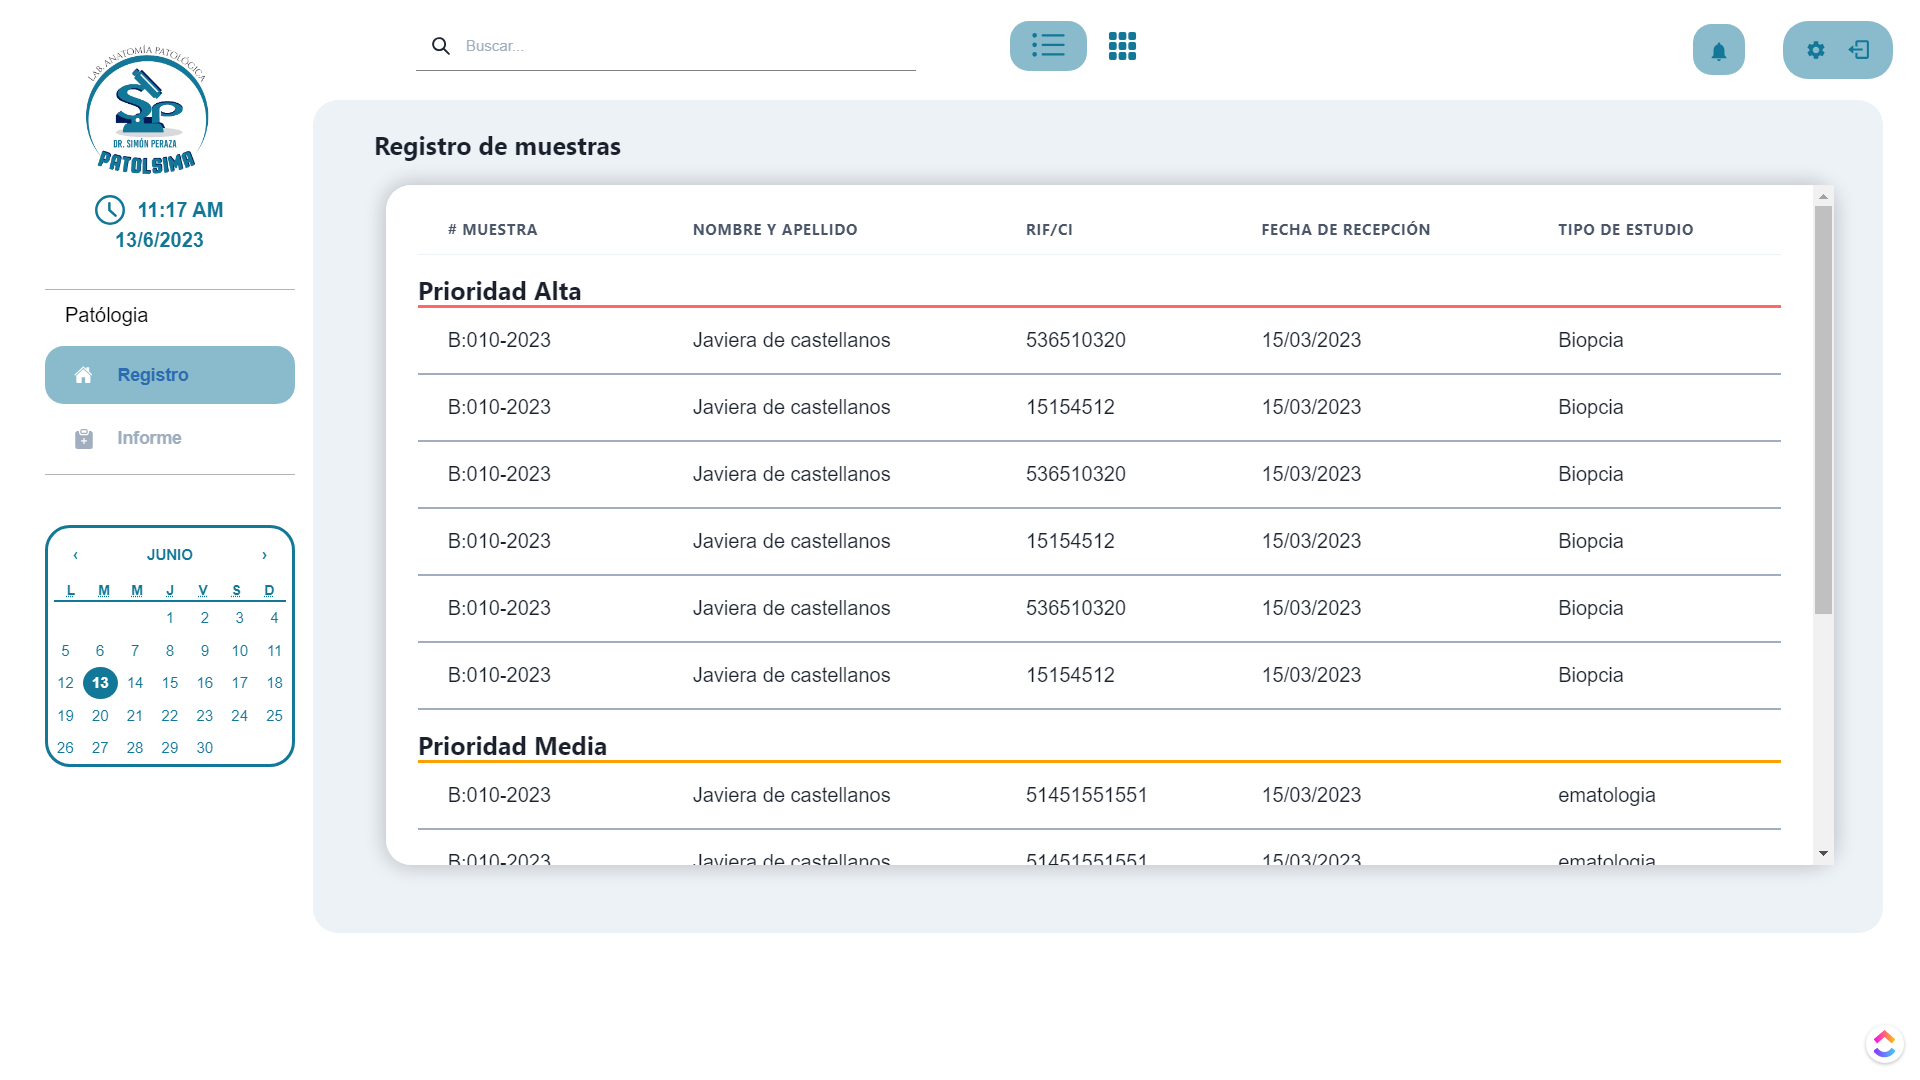 LAB. ANATOMÍA PATOLÓGICA
SP
DR. SIMÓN PERAZA
PATOLSIMA
11:17 AM
13/6/2023
Patólogia
Registro
Informe
‹ JUNIO ›
L M M J V S D
1 2 3 4
5 6 7 8 9 10 11
12 13 14 15 16 17 18
19 20 21 22 23 24 25
26 27 28 29 30
Buscar...
Registro de muestras
# MUESTRA NOMBRE Y APELLIDO RIF/CI FECHA DE RECEPCIÓN TIPO DE ESTUDIO
Prioridad Alta
B:010-2023 Javiera de castellanos 536510320 15/03/2023 Biopcia
B:010-2023 Javiera de castellanos 15154512 15/03/2023 Biopcia
B:010-2023 Javiera de castellanos 536510320 15/03/2023 Biopcia
B:010-2023 Javiera de castellanos 15154512 15/03/2023 Biopcia
B:010-2023 Javiera de castellanos 536510320 15/03/2023 Biopcia
B:010-2023 Javiera de castellanos 15154512 15/03/2023 Biopcia
Prioridad Media
B:010-2023 Javiera de castellanos 51451551551 15/03/2023 ematologia
B:010-2023 Javiera de castellanos 51451551551 15/03/2023 ematologia